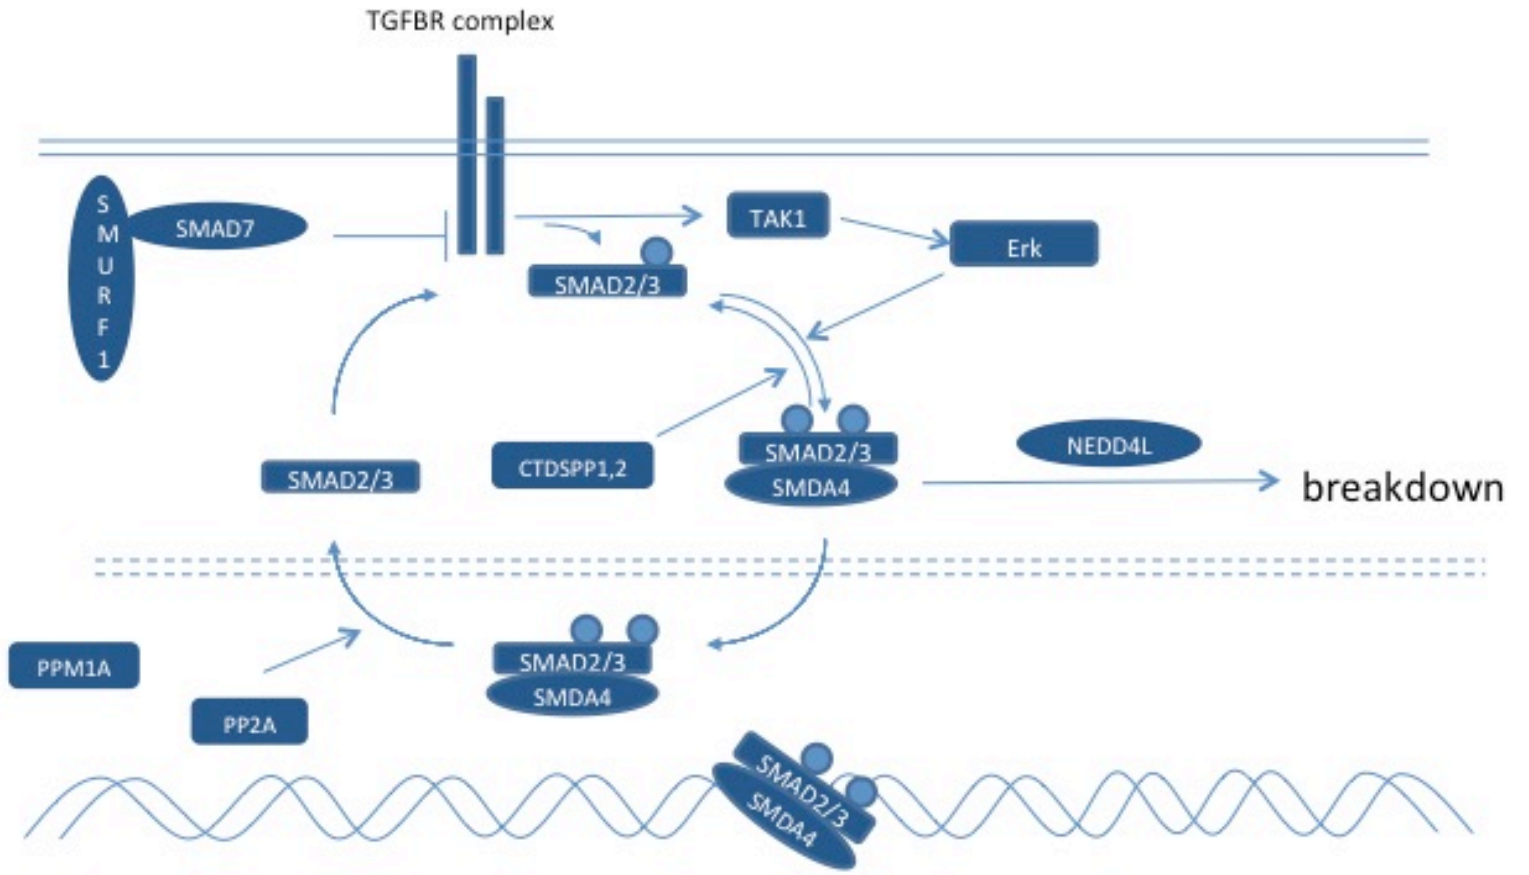 TGFBR complex
SMURF1
SMAD7
TAK1
Erk
SMAD2/3
SMAD2/3
CTDSPP1,2
SMAD2/3
SMDA4
NEDD4L
breakdown
PPM1A
PP2A
SMAD2/3
SMDA4
SMAD2/3
SMDA4